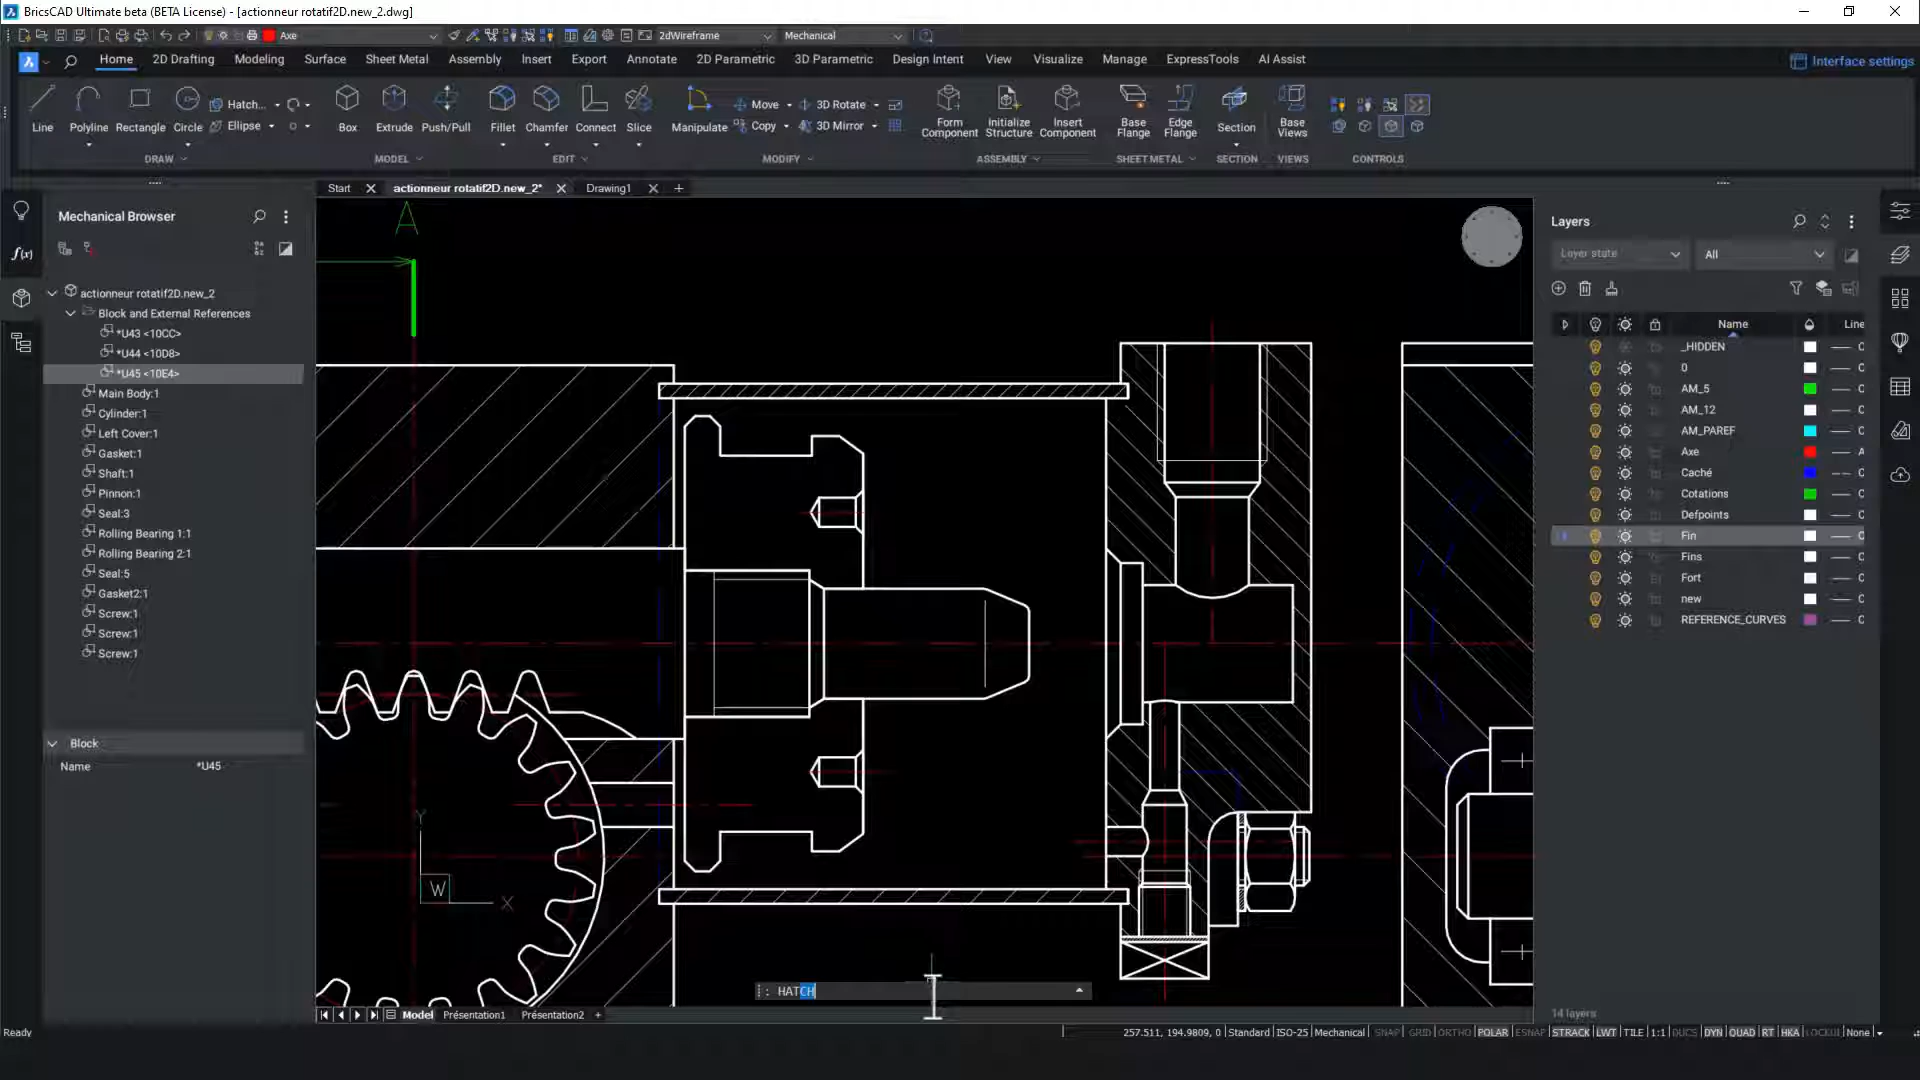 BricsCAD Ultimate beta (BETA License) - [actionneur rotatif2D.new_2.dwg]
Axe
2dWireframe
Mechanical
Home
2D Drafting
Modeling
Surface
Sheet Metal
Assembly
Insert
Export
Annotate
2D Parametric
3D Parametric
Design Intent
View
Visualize
Manage
ExpressTools
AI Assist
Interface settings
Line
Polyline
Rectangle
Circle
Hatch...
Ellipse
Box
Extrude
Push/Pull
Fillet
Chamfer
Connect
Slice
Manipulate
Move
Copy
3D Rotate
3D Mirror
Form Component
Initialize Structure
Insert Component
Base Flange
Edge Flange
Section
Base Views
DRAW
MODEL
EDIT
MODIFY
ASSEMBLY
SHEET METAL
SECTION
VIEWS
CONTROLS
Start
actionneur rotatif2D.new_2*
Drawing1
Mechanical Browser
f(x)
actionneur rotatif2D.new_2
Block and External References
*U43 <10CC>
*U44 <10D8>
*U45 <10E4>
Main Body:1
Cylinder:1
Left Cover:1
Gasket:1
Shaft:1
Pinnon:1
Seal:3
Rolling Bearing 1:1
Rolling Bearing 2:1
Seal:5
Gasket2:1
Screw:1
Screw:1
Screw:1
Block
Name *U45
A
Y
W
X
: HATCH
Layers
Layer state
All
Name
Line
_HIDDEN
0
AM_5
AM_12
AM_PAREF
Axe
Caché
Cotations
Defpoints
Fin
Fins
Fort
new
REFERENCE_CURVES
14 layers
Model
Présentation1
Présentation2
Ready
257.511, 194.9809, 0 Standard ISO-25 Mechanical SNAP GRID ORTHO POLAR ESNAP STRACK LWT TILE 1:1 DUCS DYN QUAD RT HKA LOCKUI None